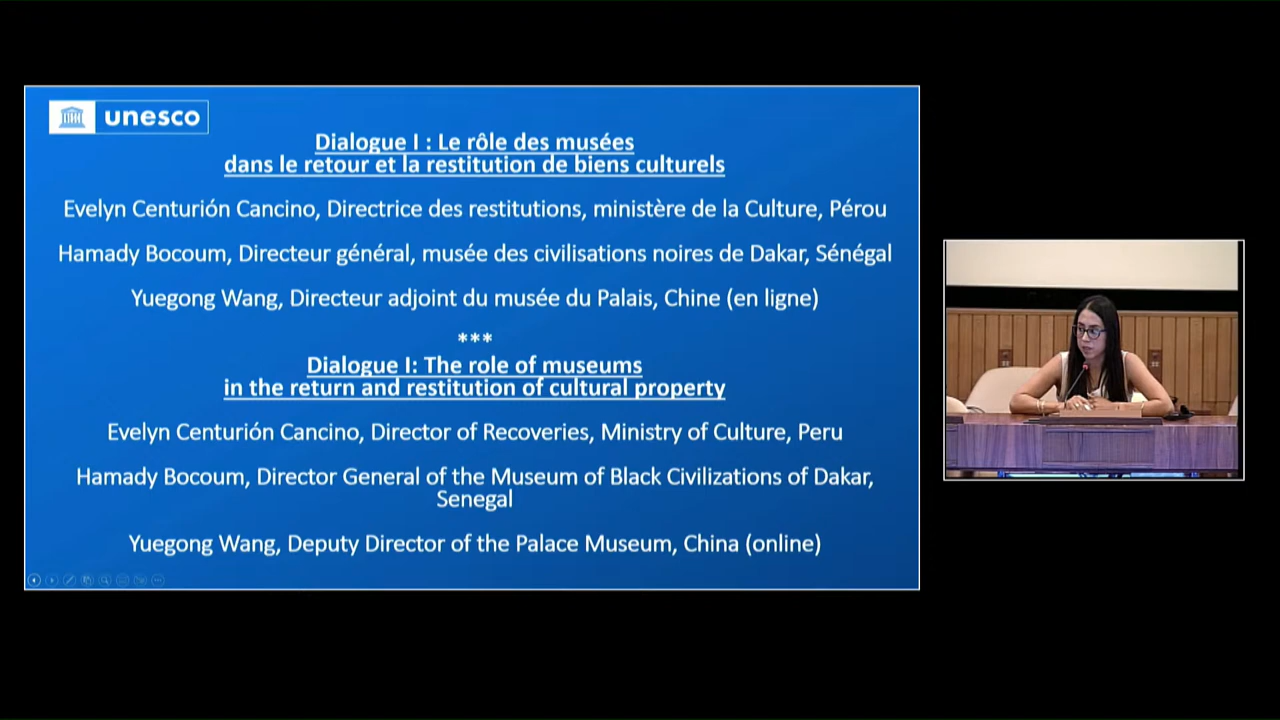 unesco
Dialogue I : Le rôle des musées
dans le retour et la restitution de biens culturels
Evelyn Centurión Cancino, Directrice des restitutions, ministère de la Culture, Pérou
Hamady Bocoum, Directeur général, musée des civilisations noires de Dakar, Sénégal
Yuegong Wang, Directeur adjoint du musée du Palais, Chine (en ligne)
***
Dialogue I: The role of museums
in the return and restitution of cultural property
Evelyn Centurión Cancino, Director of Recoveries, Ministry of Culture, Peru
Hamady Bocoum, Director General of the Museum of Black Civilizations of Dakar,
Senegal
Yuegong Wang, Deputy Director of the Palace Museum, China (online)